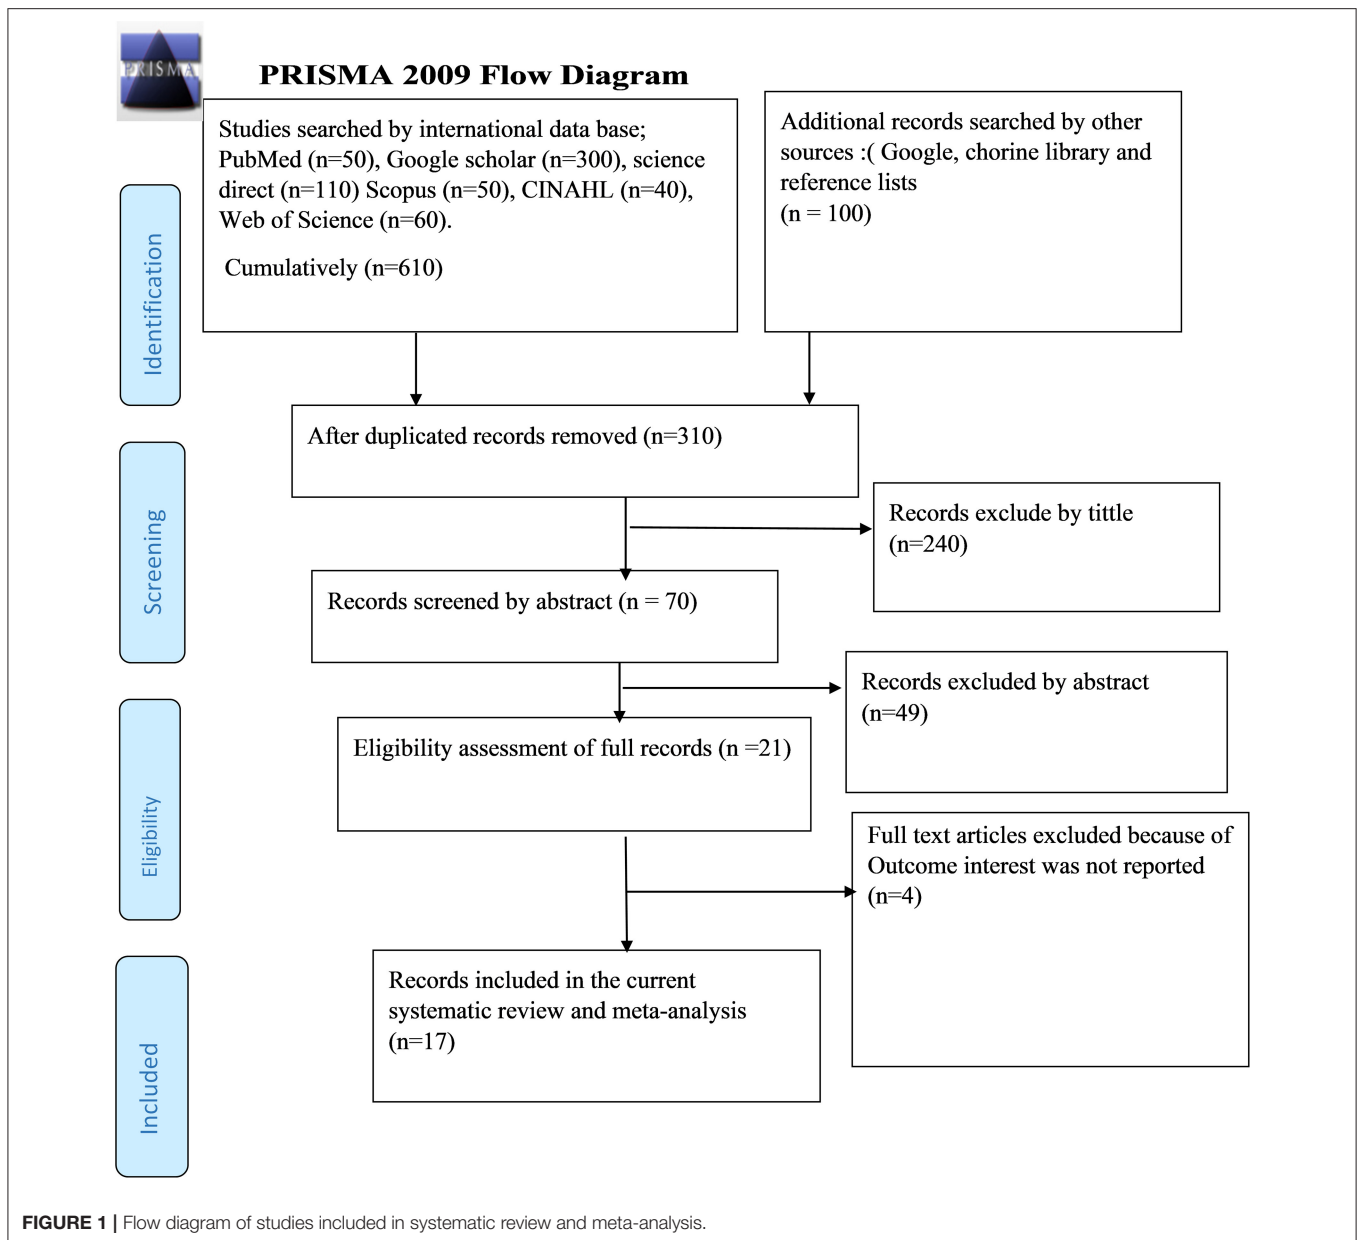 PRISMA
PRISMA 2009 Flow Diagram
Studies searched by international data base;
PubMed (n=50), Google scholar (n=300), science
direct (n=110) Scopus (n=50), CINAHL (n=40),
Web of Science (n=60).
Cumulatively (n=610)
Additional records searched by other
sources :( Google, chorine library and
reference lists
(n = 100)
Identification
After duplicated records removed (n=310)
Records exclude by tittle
(n=240)
Screening
Records screened by abstract (n = 70)
Records excluded by abstract
(n=49)
Eligibility assessment of full records (n =21)
Eligibility
Full text articles excluded because of
Outcome interest was not reported
(n=4)
Records included in the current
systematic review and meta-analysis
(n=17)
Included
FIGURE 1 | Flow diagram of studies included in systematic review and meta-analysis.